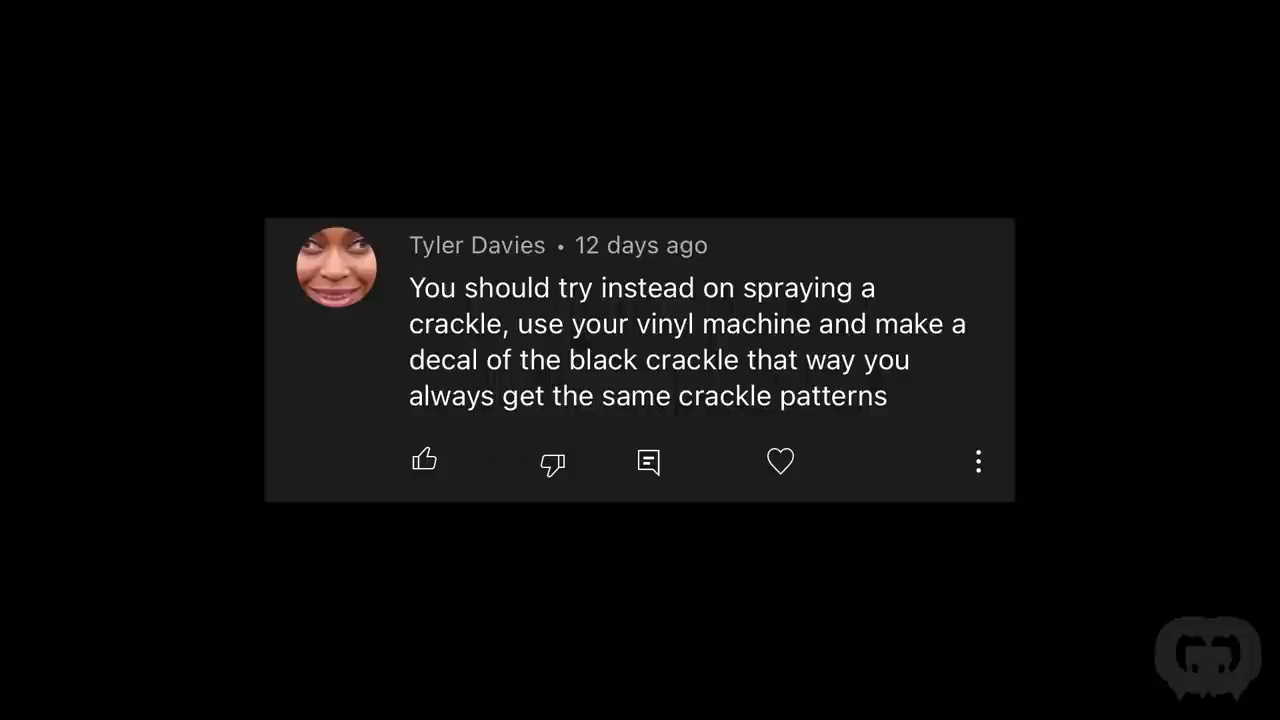 Tyler Davies • 12 days ago
You should try instead on spraying a
crackle, use your vinyl machine and make a
decal of the black crackle that way you
always get the same crackle patterns